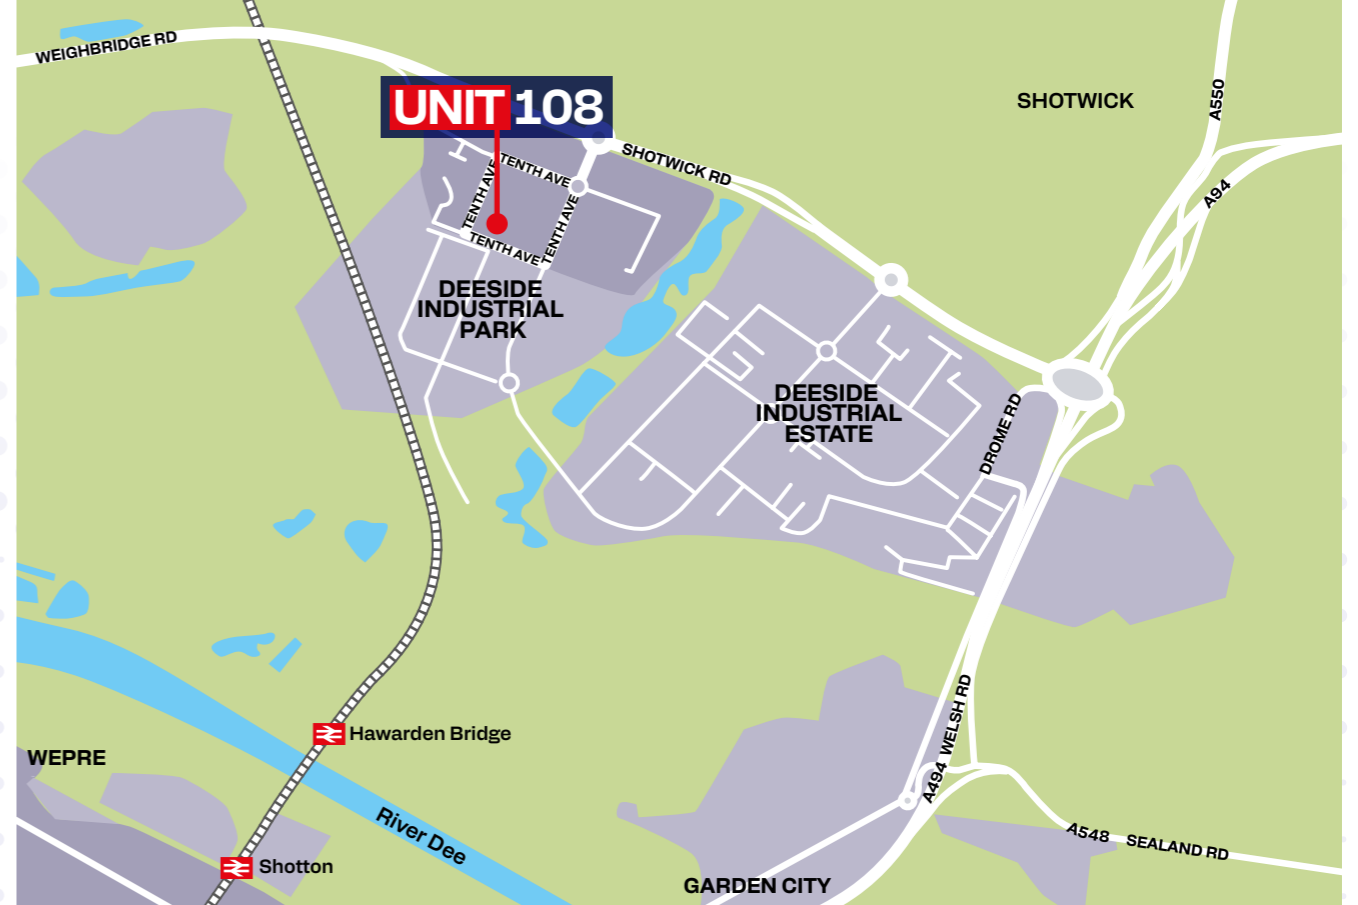 WEIGHBRIDGE RD
UNIT 108
SHOTWICK
A550
SHOTWICK RD
TENTH AVE
TENTH AVE
TENTH AVE
TENTH AVE
A94
DEESIDE
INDUSTRIAL
PARK
DEESIDE
INDUSTRIAL
ESTATE
DROME RD
Hawarden Bridge
WEPRE
A494 WELSH RD
River Dee
A548 SEALAND RD
Shotton
GARDEN CITY